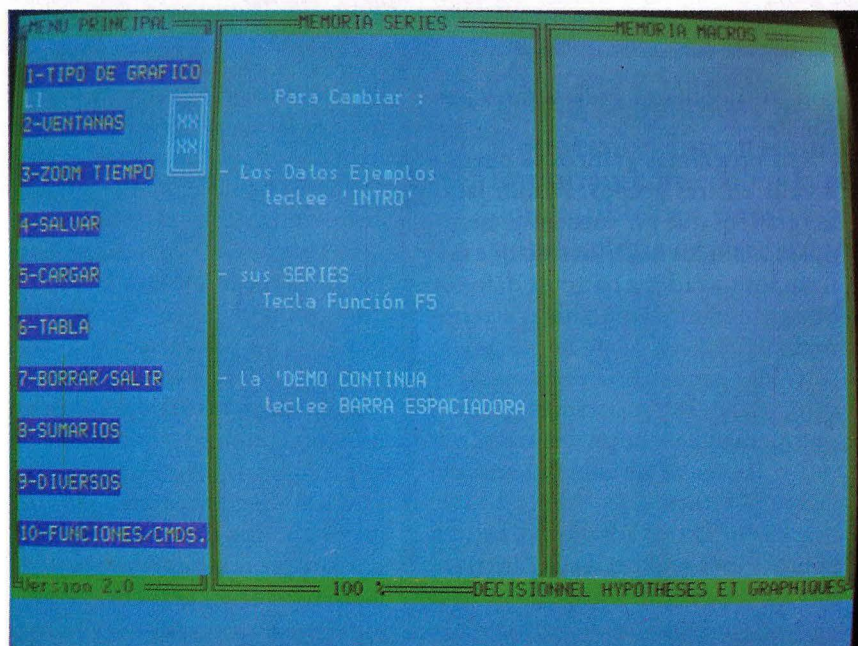 MENU PRINCIPAL
1-TIPO DE GRAFICO
LI
2-VENTANAS
XX
XX
3-ZOOM TIEMPO
4-SALVAR
5-CARGAR
6-TABLA
7-BORRAR/SALIR
8-SUMARIOS
9-DIVERSOS
10-FUNCIONES/CMDS.
Version 2.0
MEMORIA SERIES
Para Cambiar :
- Los Datos Ejemplos
teclee 'INTRO'
- sus SERIES
Tecla Función F5
- la 'DEMO CONTINUA
teclee BARRA ESPACIADORA
100 %
MEMORIA MACROS
DECISIONNEL HYPOTHESES ET GRAPHIQUES